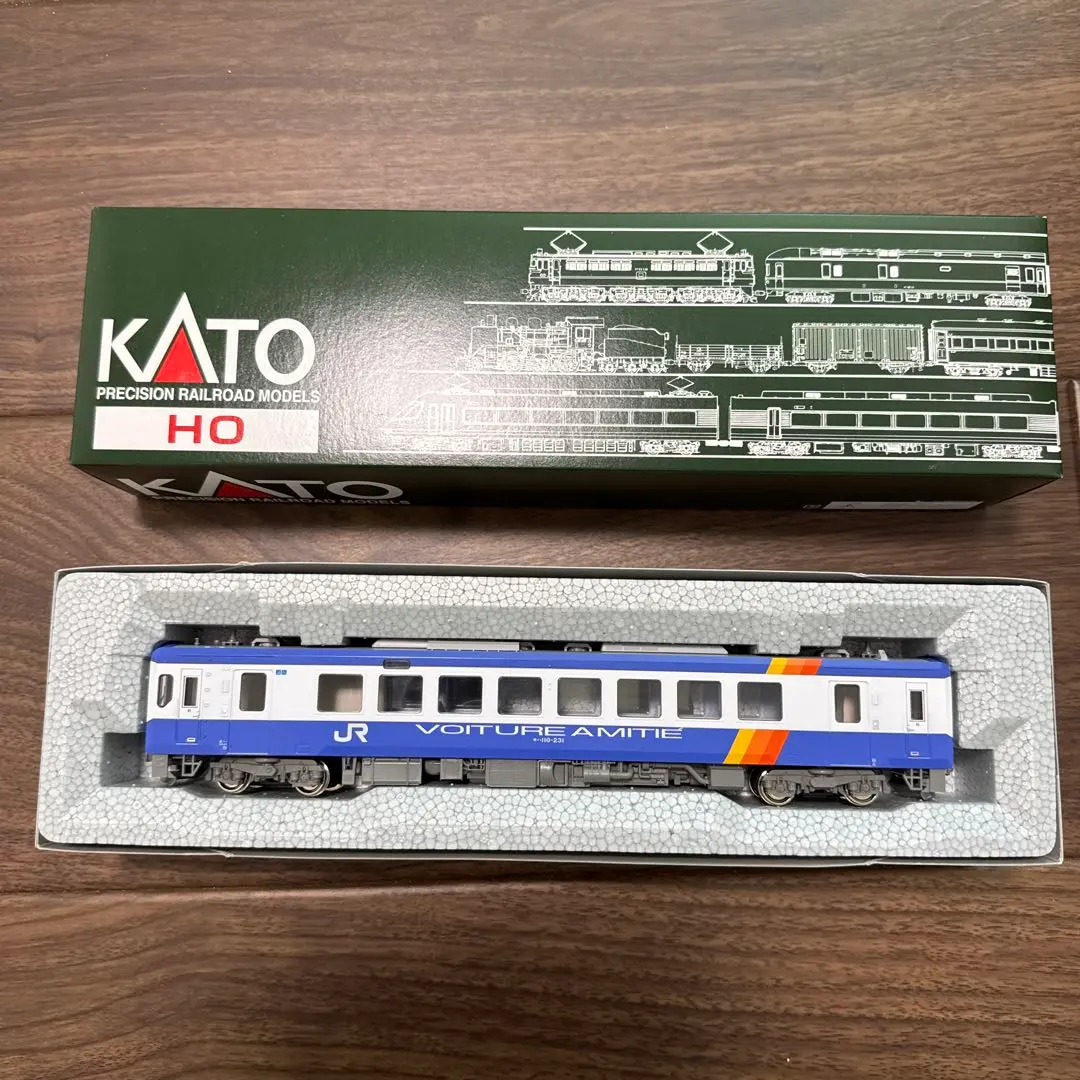 KATO
PRECISION RAILROAD MODELS
HO
KATO
PRECISION RAILROAD MODELS
JR
VOITURE AMITIE
キハ110-231